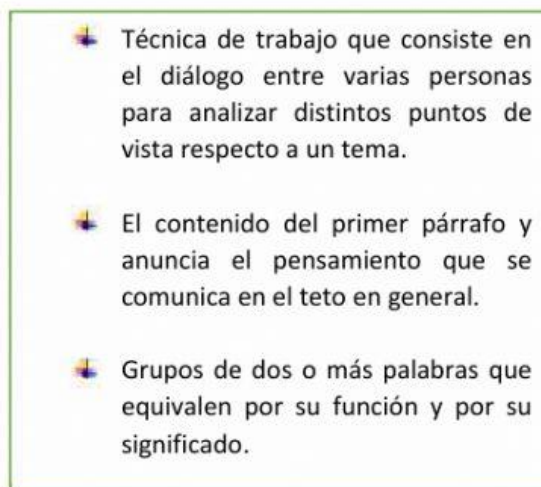 Técnica de trabajo que consiste en
el diálogo entre varias personas
para analizar distintos puntos de
vista respecto a un tema.
El contenido del primer párrafo y
anuncia el pensamiento que se
comunica en el teto en general.
Grupos de dos o más palabras que
equivalen por su función y por su
significado.